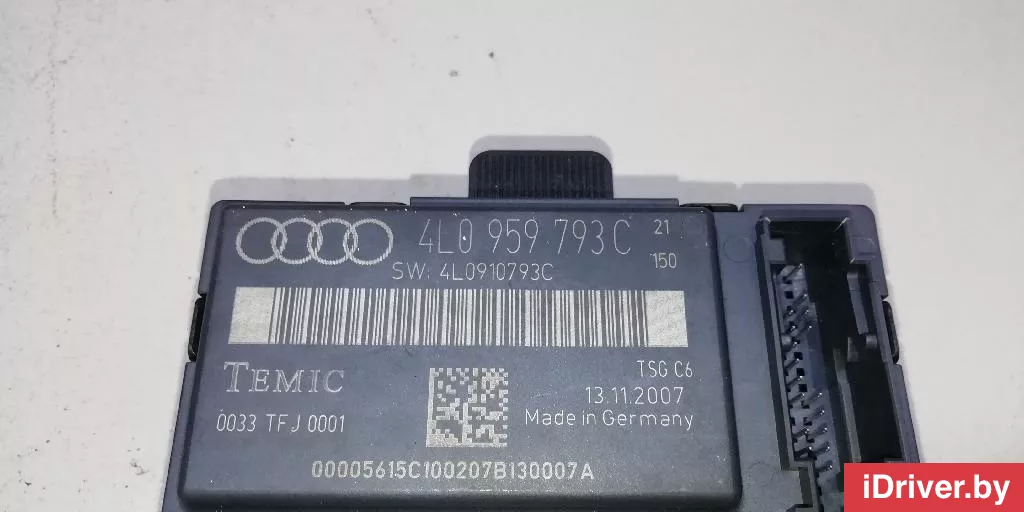 4L0 959 793C 21
150
SW: 4L0910793C
TEMIC
TSG C6
13.11.2007
0033 TFJ 0001
Made in Germany
00005615C100207B130007A
iDriver.by